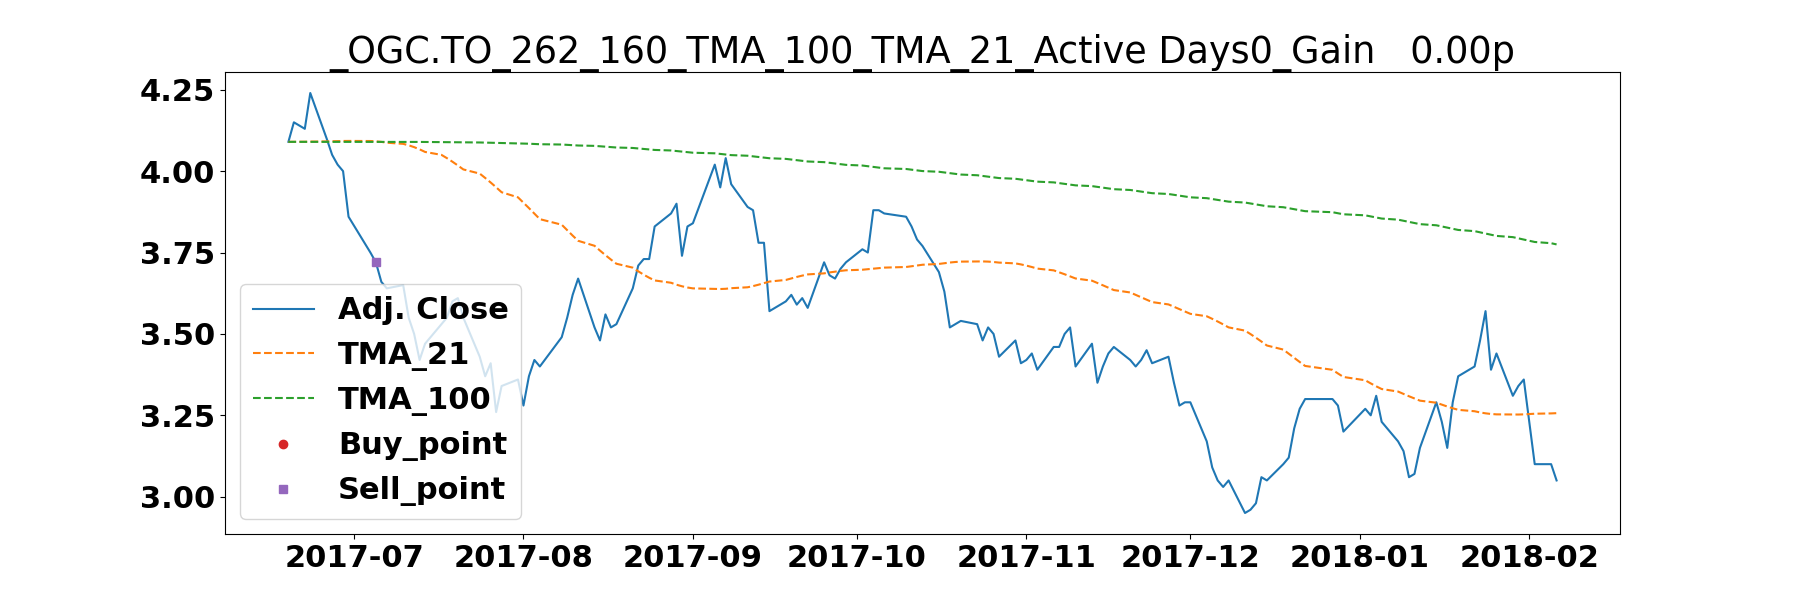 _OGC.TO_262_160_TMA_100_TMA_21_Active Days0_Gain   0.00p
4.25
4.00
3.75
3.50
3.25
3.00
Adj. Close
TMA_21
TMA_100
Buy_point
Sell_point
2017-07 2017-08 2017-09 2017-10 2017-11 2017-12 2018-01 2018-02